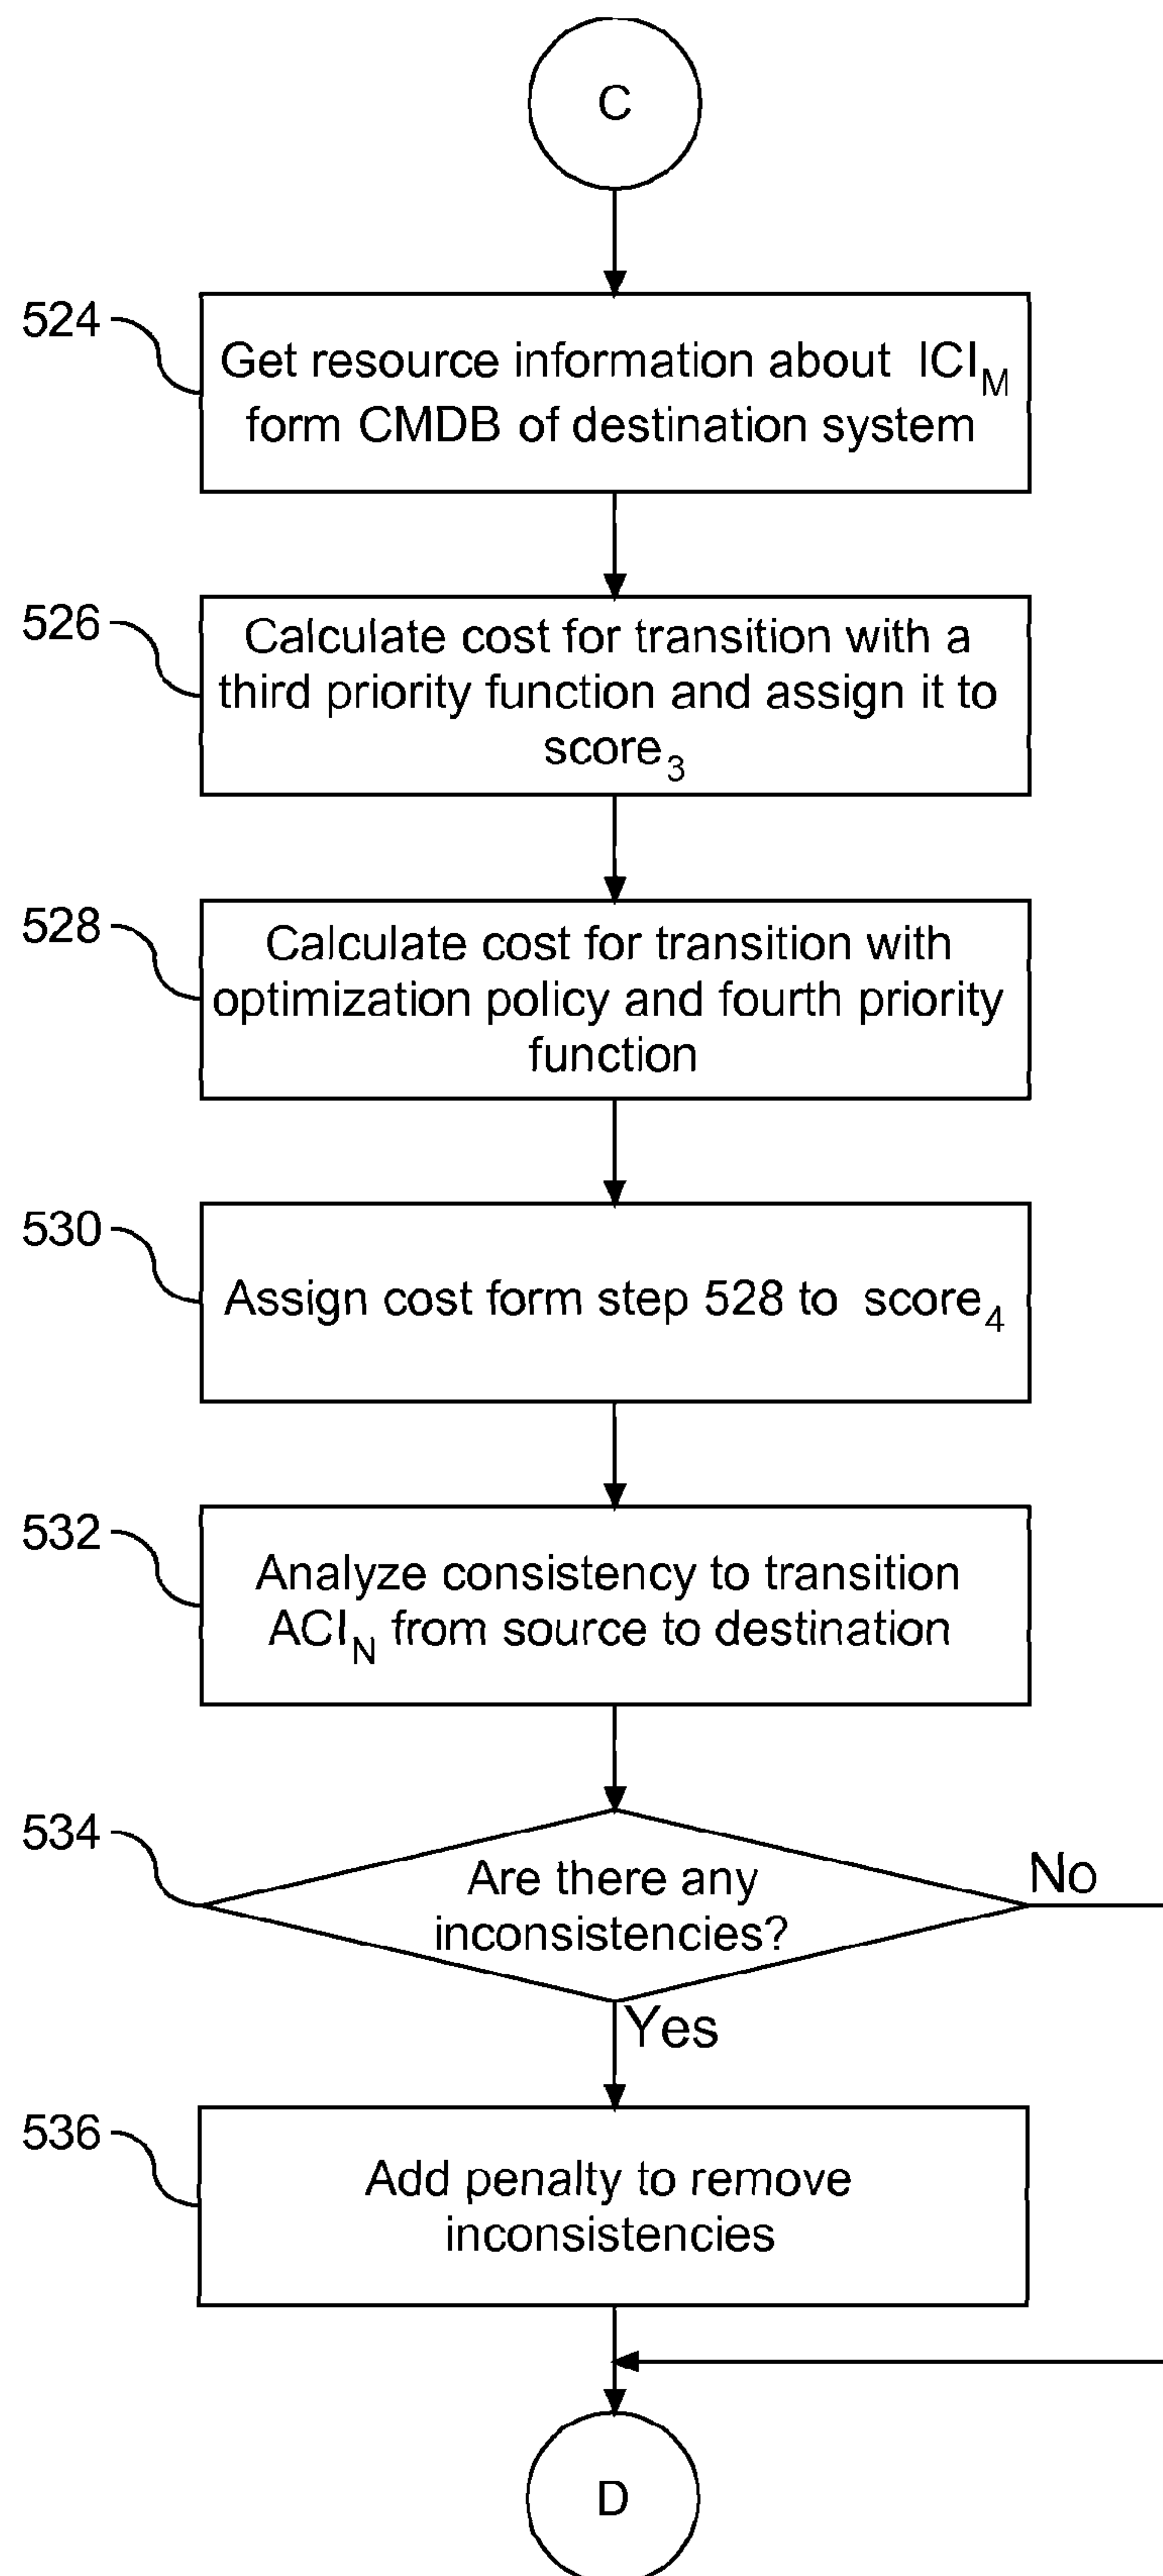 C
524
Get resource information about ICI_M
form CMDB of destination system
526
Calculate cost for transition with a
third priority function and assign it to
score_3
528
Calculate cost for transition with
optimization policy and fourth priority
function
530
Assign cost form step 528 to score_4
532
Analyze consistency to transition
ACI_N from source to destination
534
Are there any
inconsistencies?
No
Yes
536
Add penalty to remove
inconsistencies
D